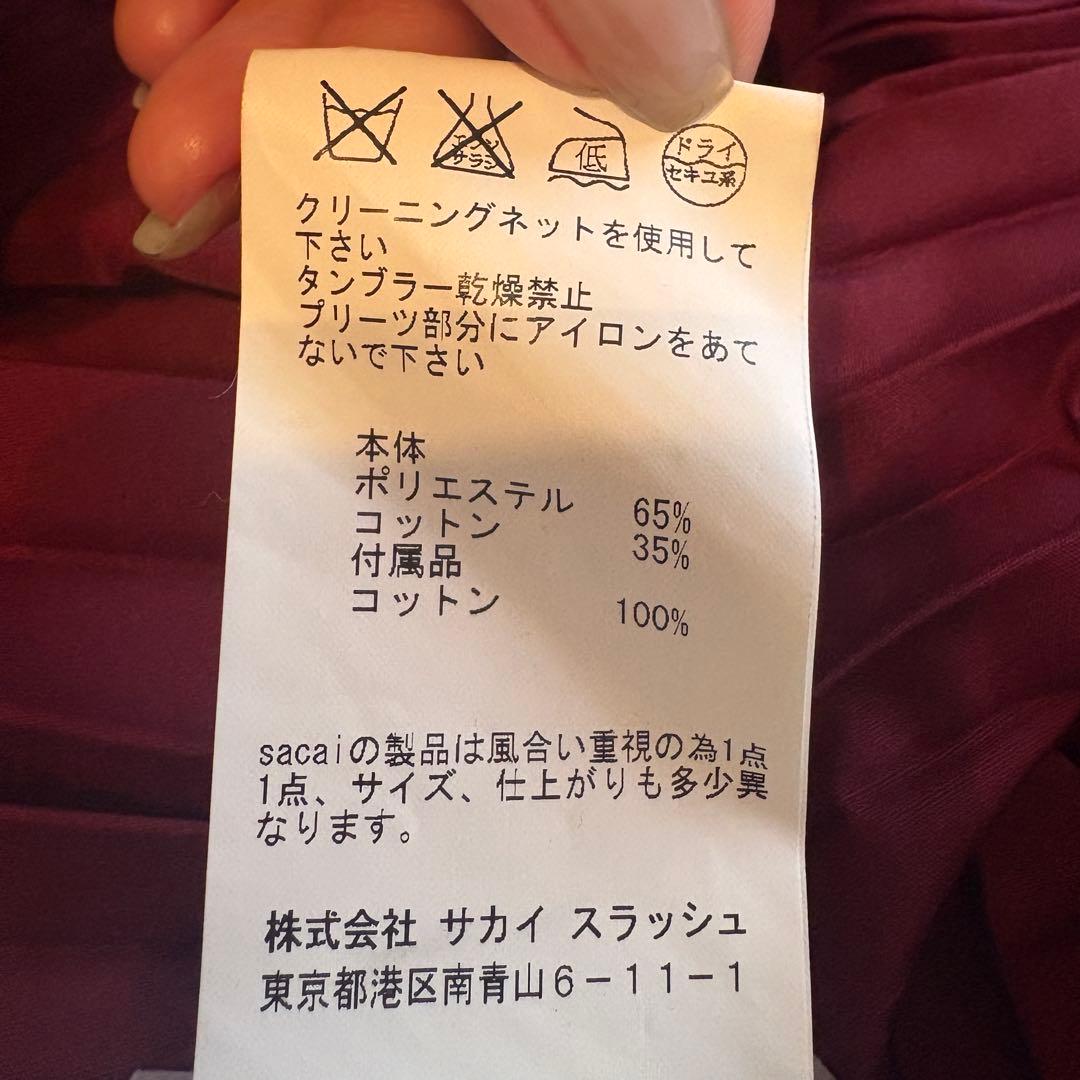 エンソ
サラシ
低
ドライ
セキユ系
クリーニングネットを使用して
下さい
タンブラー乾燥禁止
プリーツ部分にアイロンをあて
ないで下さい
本体
ポリエステル 65%
コットン 35%
付属品
コットン 100%
sacaiの製品は風合い重視の為1点
1点、サイズ、仕上がりも多少異
なります。
株式会社 サカイ スラッシュ
東京都港区南青山6-11-1